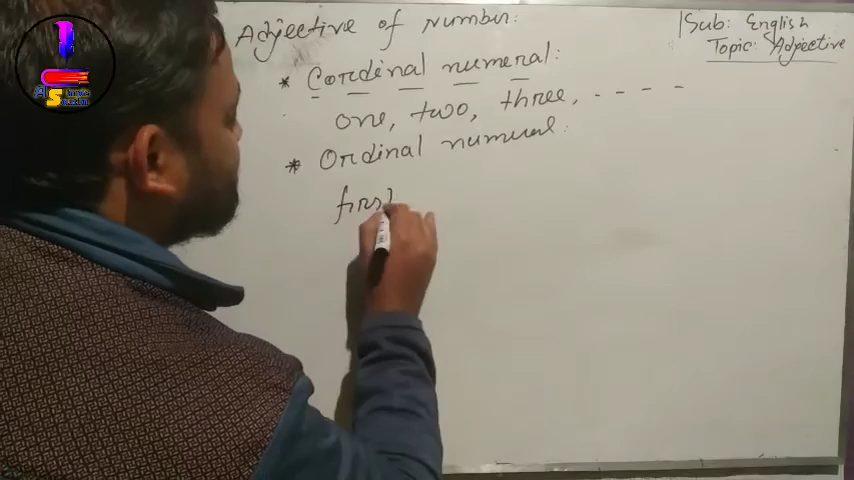 Adjective of Number:
Sub: English
Topic: Adjective
* Cordinal numeral:
one, two, three, - - - - -
* Ordinal numeral:
first